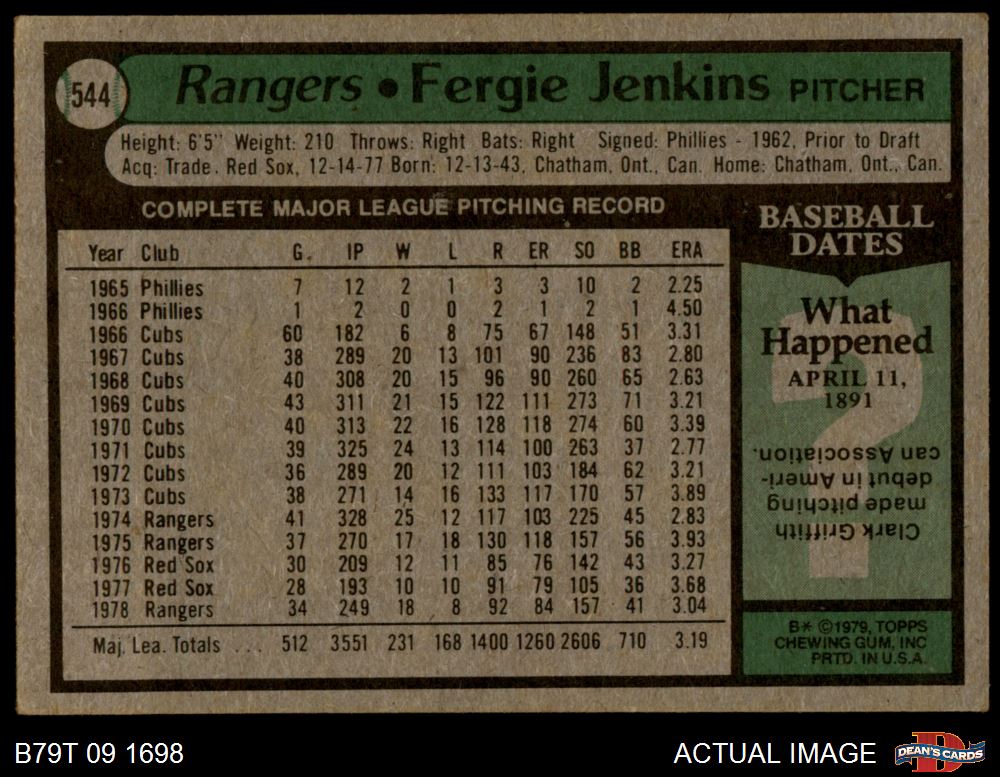 544
Rangers • Fergie Jenkins PITCHER
Height: 6'5" Weight: 210 Throws: Right Bats: Right Signed: Phillies - 1962, Prior to Draft
Acq: Trade. Red Sox, 12-14-77 Born: 12-13-43, Chatham, Ont., Can. Home: Chatham, Ont., Can.
COMPLETE MAJOR LEAGUE PITCHING RECORD
Year Club G. IP W L R ER SO BB ERA
1965 Phillies 7 12 2 1 3 3 10 2 2.25
1966 Phillies 1 2 0 0 2 1 2 1 4.50
1966 Cubs 60 182 6 8 75 67 148 51 3.31
1967 Cubs 38 289 20 13 101 90 236 83 2.80
1968 Cubs 40 308 20 15 96 90 260 65 2.63
1969 Cubs 43 311 21 15 122 111 273 71 3.21
1970 Cubs 40 313 22 16 128 118 274 60 3.39
1971 Cubs 39 325 24 13 114 100 263 37 2.77
1972 Cubs 36 289 20 12 111 103 184 62 3.21
1973 Cubs 38 271 14 16 133 117 170 57 3.89
1974 Rangers 41 328 25 12 117 103 225 45 2.83
1975 Rangers 37 270 17 18 130 118 157 56 3.93
1976 Red Sox 30 209 12 11 85 76 142 43 3.27
1977 Red Sox 28 193 10 10 91 79 105 36 3.68
1978 Rangers 34 249 18 8 92 84 157 41 3.04
Maj. Lea. Totals ... 512 3551 231 168 1400 1260 2606 710 3.19
BASEBALL
DATES
What
Happened
APRIL 11,
1891
?
Clark Griffith
made pitching
debut in Ameri-
can Association.
B* ©1979, TOPPS
CHEWING GUM, INC
PRTD. IN U.S.A.
B79T 09 1698
ACTUAL IMAGE
D
DEAN'S CARDS